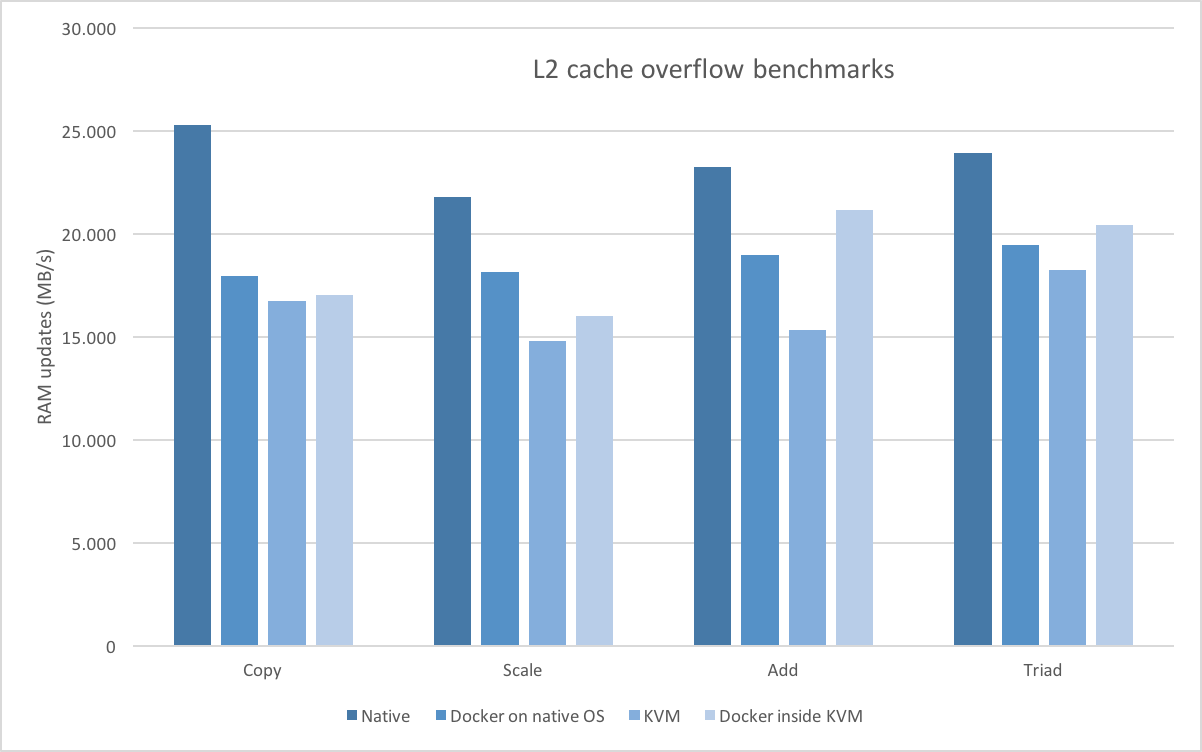 L2 cache overflow benchmarks
RAM updates (MB/s)
30.000
25.000
20.000
15.000
10.000
5.000
0
Copy Scale Add Triad
Native Docker on native OS KVM Docker inside KVM